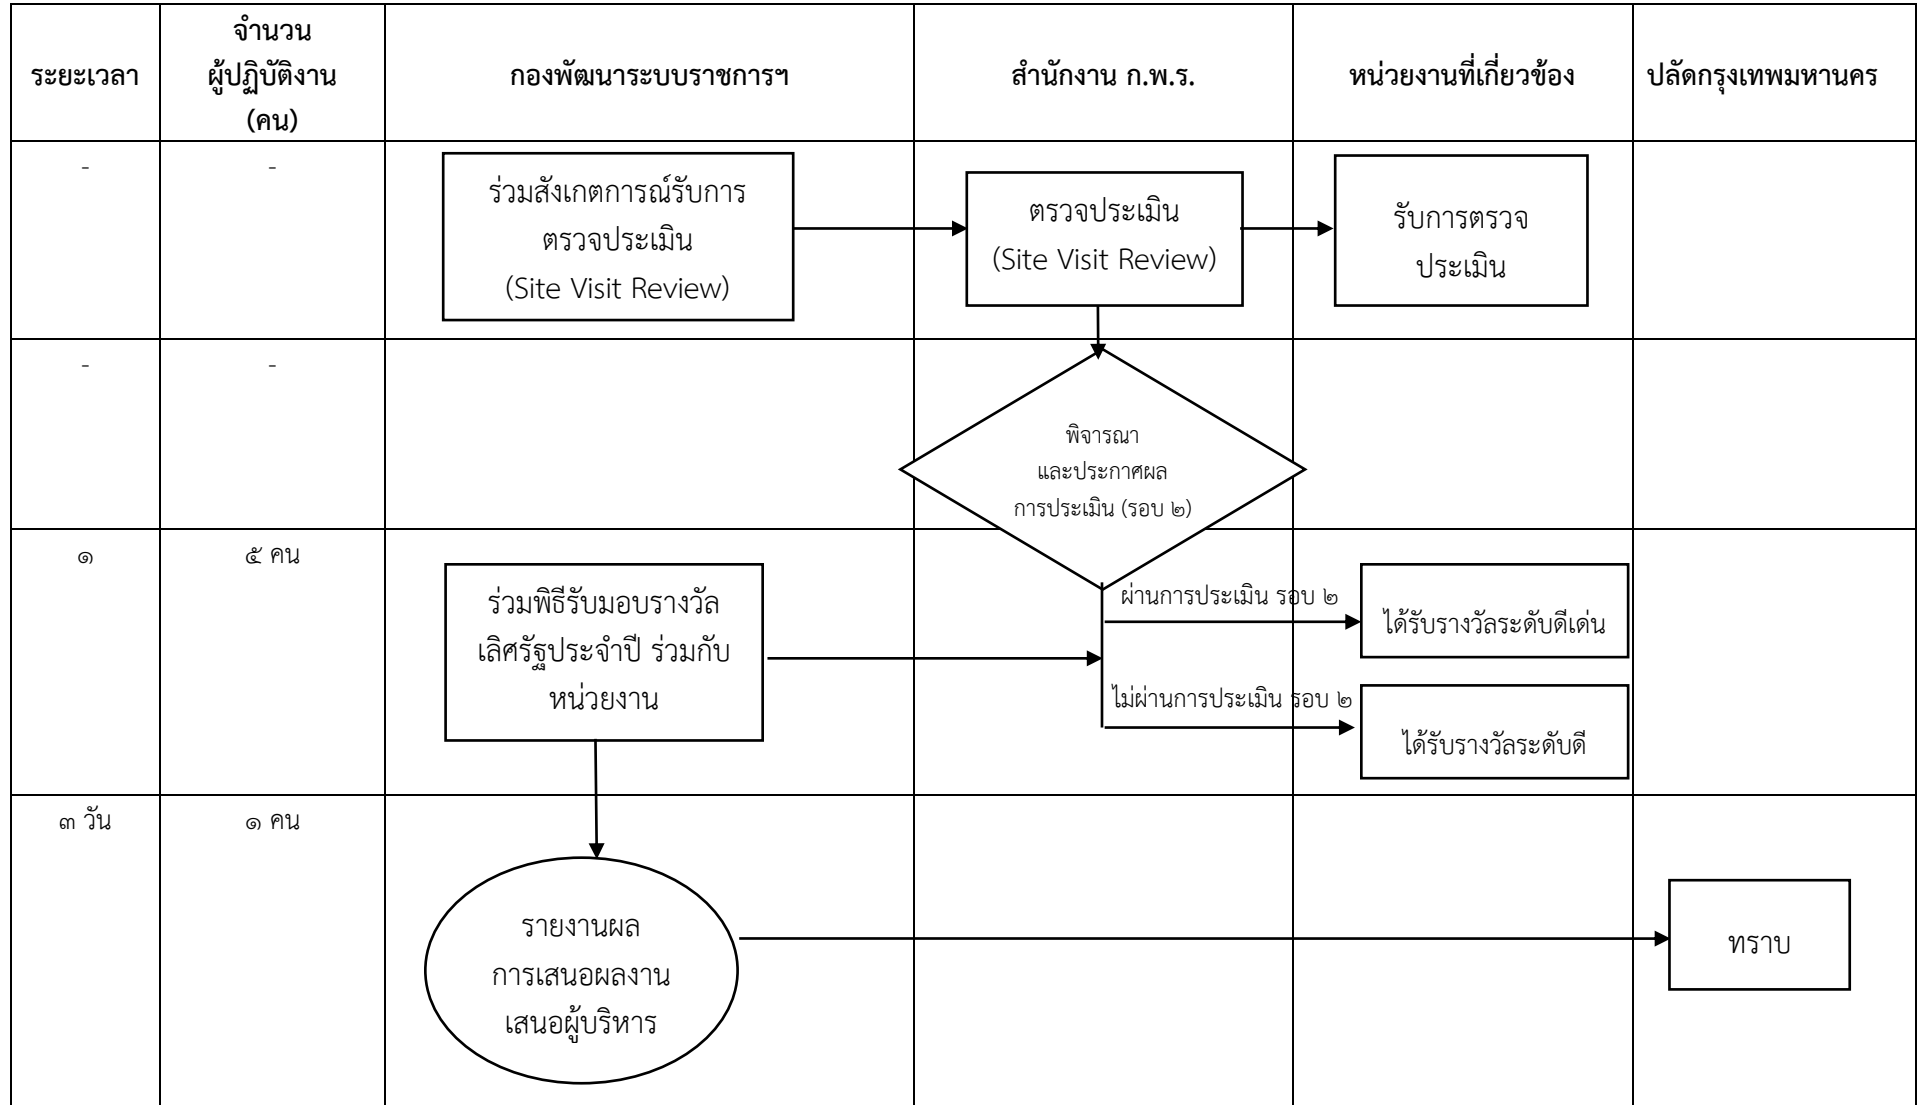 ระยะเวลา
จำนวน
ผู้ปฏิบัติงาน
(คน)
กองพัฒนาระบบราชการฯ
สำนักงาน ก.พ.ร.
หน่วยงานที่เกี่ยวข้อง
ปลัดกรุงเทพมหานคร
-
-
ร่วมสังเกตการณ์รับการ
ตรวจประเมิน
(Site Visit Review)
ตรวจประเมิน
(Site Visit Review)
รับการตรวจ
ประเมิน
-
-
พิจารณา
และประกาศผล
การประเมิน (รอบ ๒)
๑
๕ คน
ร่วมพิธีรับมอบรางวัล
เลิศรัฐประจำปี ร่วมกับ
หน่วยงาน
ผ่านการประเมิน รอบ ๒
ได้รับรางวัลระดับดีเด่น
ไม่ผ่านการประเมิน รอบ ๒
ได้รับรางวัลระดับดี
๓ วัน
๑ คน
รายงานผล
การเสนอผลงาน
เสนอผู้บริหาร
ทราบ